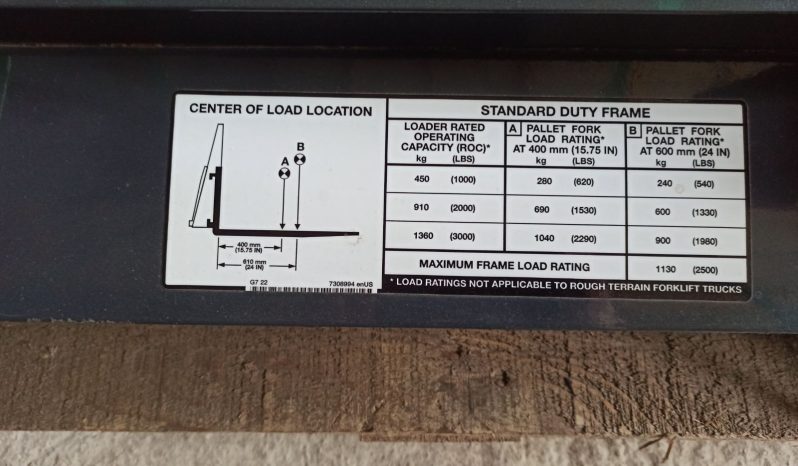 CENTER OF LOAD LOCATION
A
B
400 mm
(15.75 IN)
610 mm
(24 IN)
G7 22
7308994 enUS
STANDARD DUTY FRAME
LOADER RATED
OPERATING
CAPACITY (ROC)*
kg (LBS)
A PALLET FORK
LOAD RATING*
AT 400 mm (15.75 IN)
kg (LBS)
B PALLET FORK
LOAD RATING*
AT 600 mm (24 IN)
kg (LBS)
450 (1000) 280 (620) 240 (540)
910 (2000) 690 (1530) 600 (1330)
1360 (3000) 1040 (2290) 900 (1980)
MAXIMUM FRAME LOAD RATING 1130 (2500)
* LOAD RATINGS NOT APPLICABLE TO ROUGH TERRAIN FORKLIFT TRUCKS